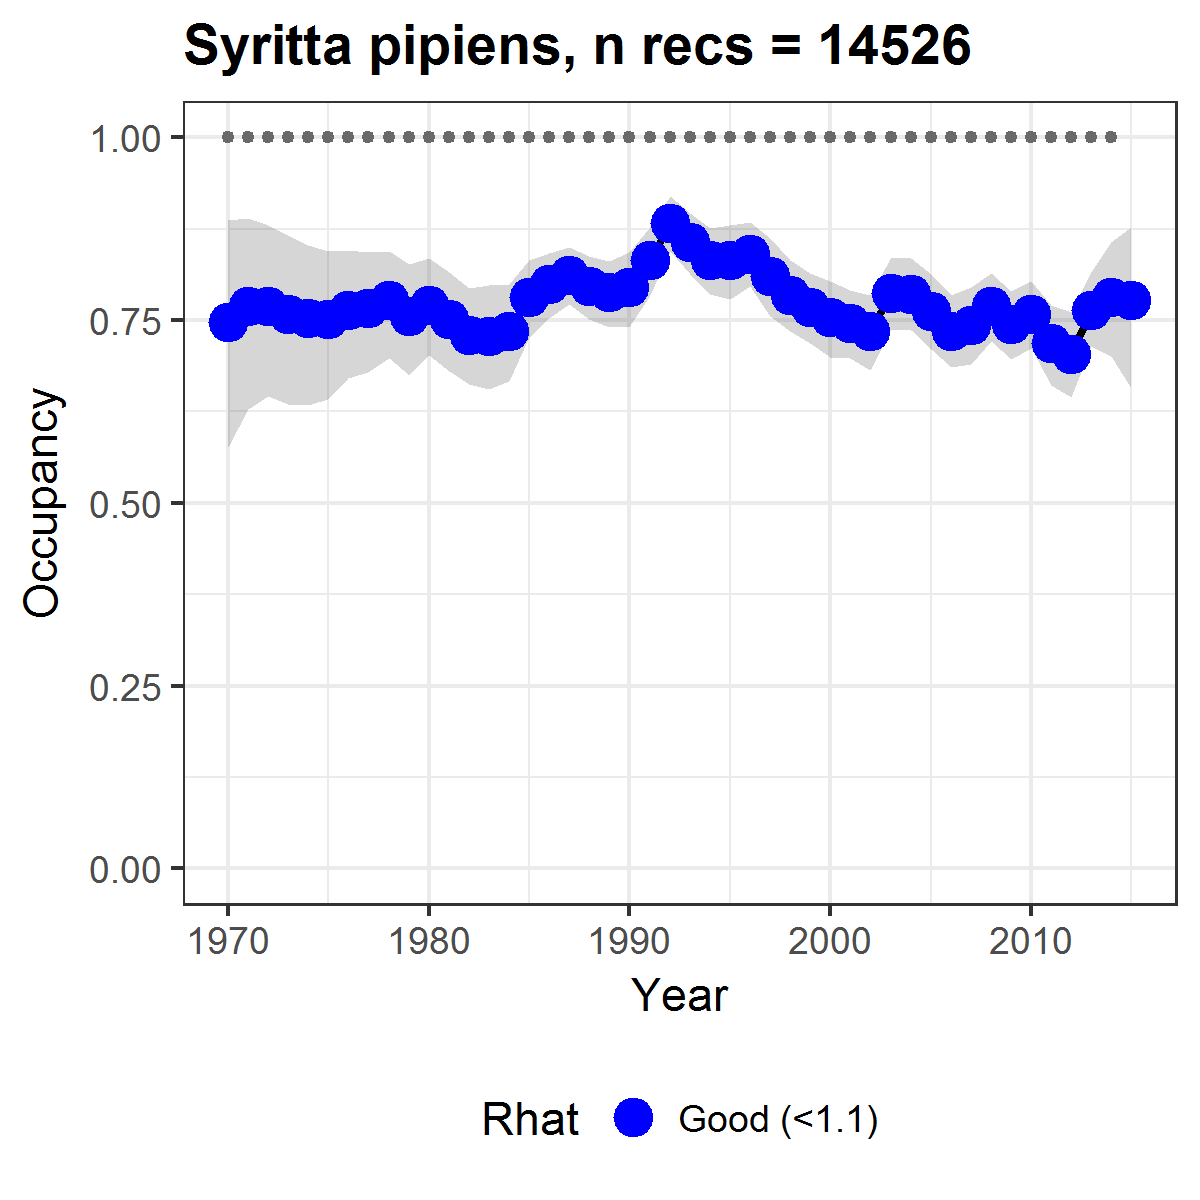 Syritta pipiens, n recs = 14526
1.00
0.75
0.50
0.25
0.00
Occupancy
1970 1980 1990 2000 2010
Year
Rhat Good (<1.1)